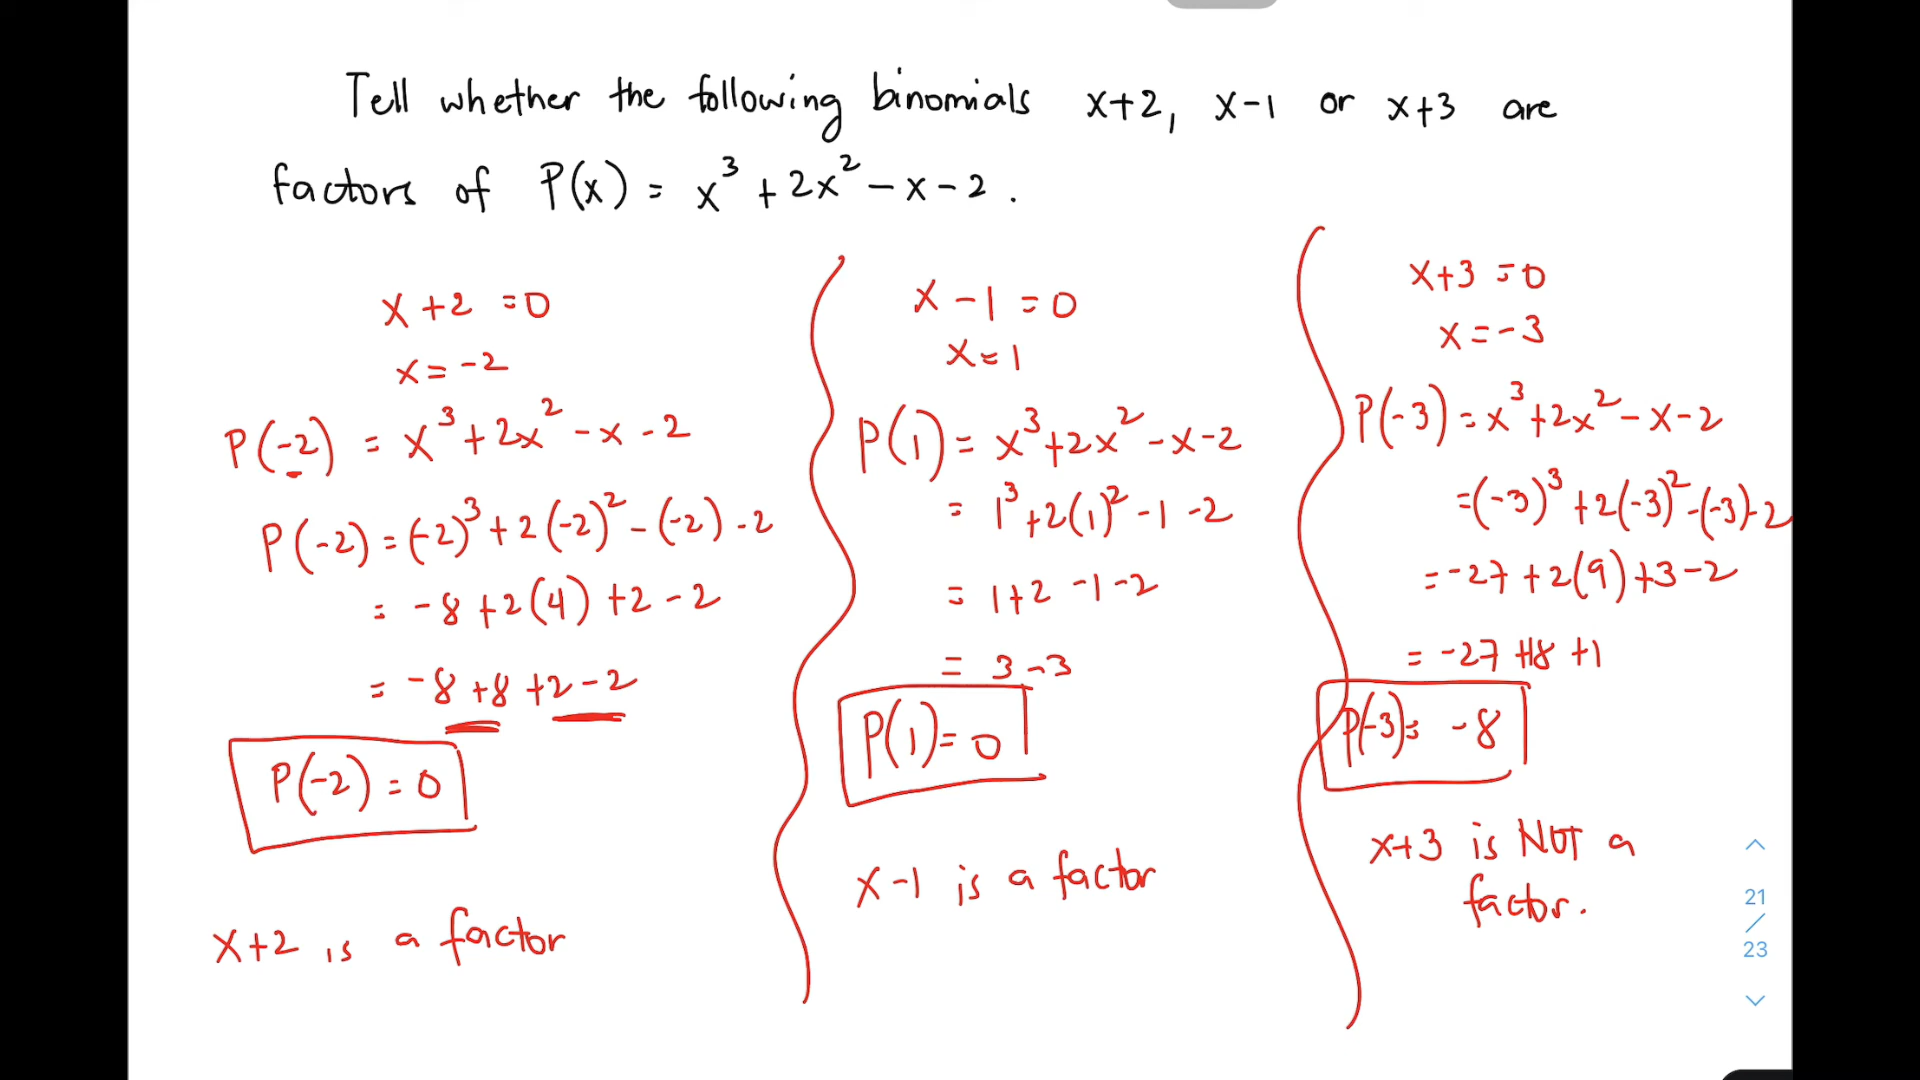 Tell whether the following binomials x+2, x-1 or x+3 are
factors of P(x) = x³ + 2x² - x - 2.
x + 2 = 0
x = -2
P(-2) = x³ + 2x² - x - 2
P(-2) = (-2)³ + 2(-2)² - (-2) - 2
= -8 + 2(4) + 2 - 2
= -8 + 8 + 2 - 2
P(-2) = 0
x+2 is a factor
x - 1 = 0
x = 1
P(1) = x³ + 2x² - x - 2
= 1³ + 2(1)² - 1 - 2
= 1 + 2 - 1 - 2
= 3 - 3
P(1) = 0
x-1 is a factor
x+3 = 0
x = -3
P(-3) = x³ + 2x² - x - 2
= (-3)³ + 2(-3)² - (-3) - 2
= -27 + 2(9) + 3 - 2
= -27 + 18 + 1
P(-3) = -8
x+3 is NOT a
factor.
21
/
23